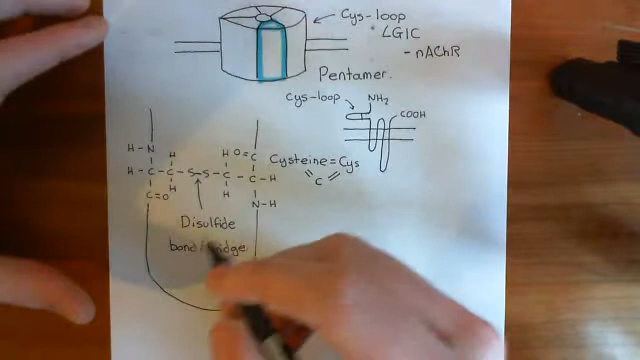 Cys-loop
LGIC
- nAChR
Pentamer.
cys-loop
NH₂
COOH
Cysteine = Cys
C
H-N
H
H
O=C
H-C-C-S-S-C-C-H
H
H
C=O
N-H
Disulfide
bond/bridge